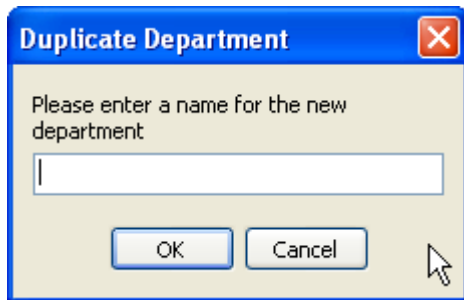 Duplicate Department
Please enter a name for the new
department
OK
Cancel